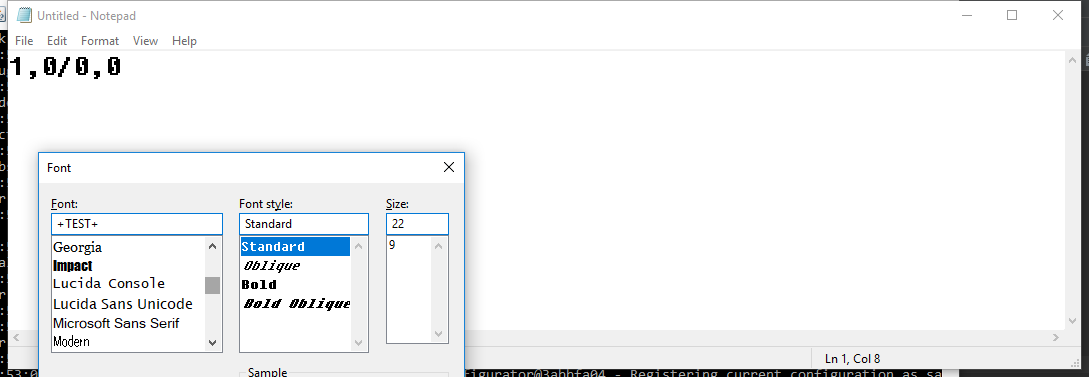 Untitled - Notepad
File Edit Format View Help
1,0/0,0
Font
Font: Font style: Size:
+TEST+ Standard 22
Georgia
Impact
Lucida Console
Lucida Sans Unicode
Microsoft Sans Serif
Modern
Standard
Oblique
Bold
Bold Oblique
9
Sample
Ln 1, Col 8
:53:0
figurator@3abbfa04 - Registering current configuration as sa